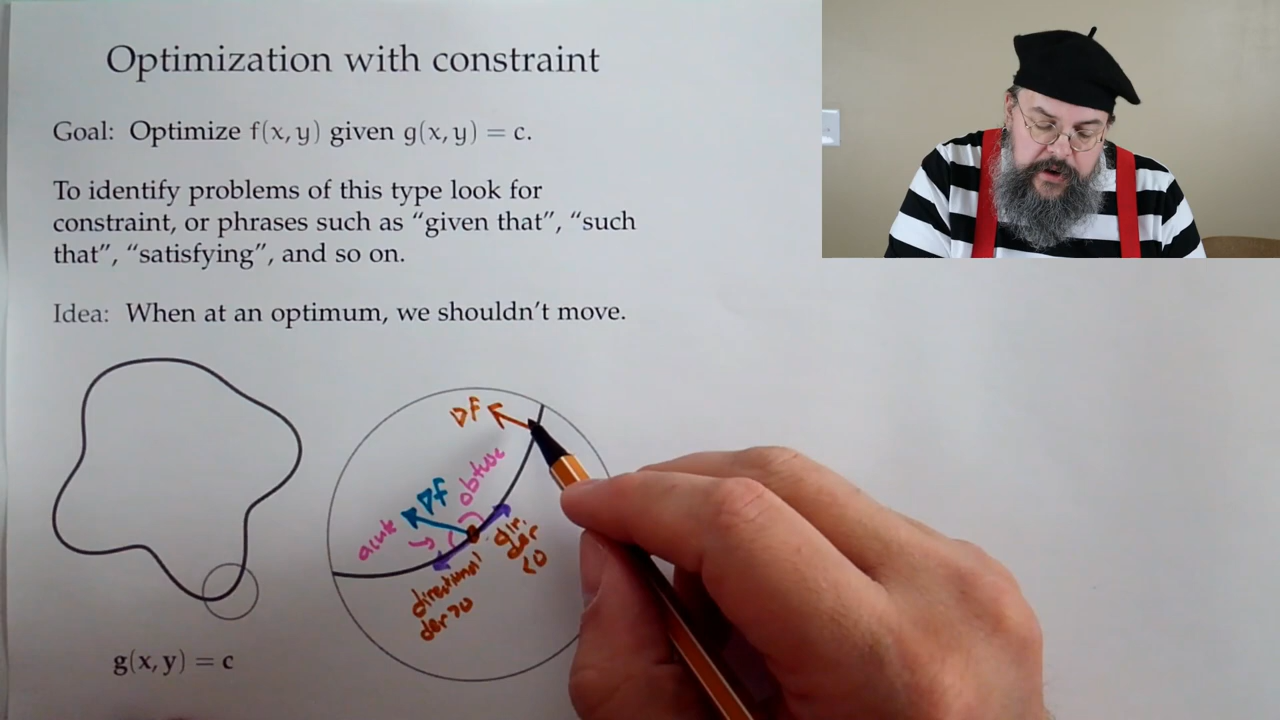 Optimization with constraint
Goal: Optimize f(x, y) given g(x, y) = c.
To identify problems of this type look for
constraint, or phrases such as “given that”, “such
that”, “satisfying”, and so on.
Idea: When at an optimum, we shouldn’t move.
∇f
obtuse
∇f
acute
dir.
der
<0
directional
der>0
g(x, y) = c